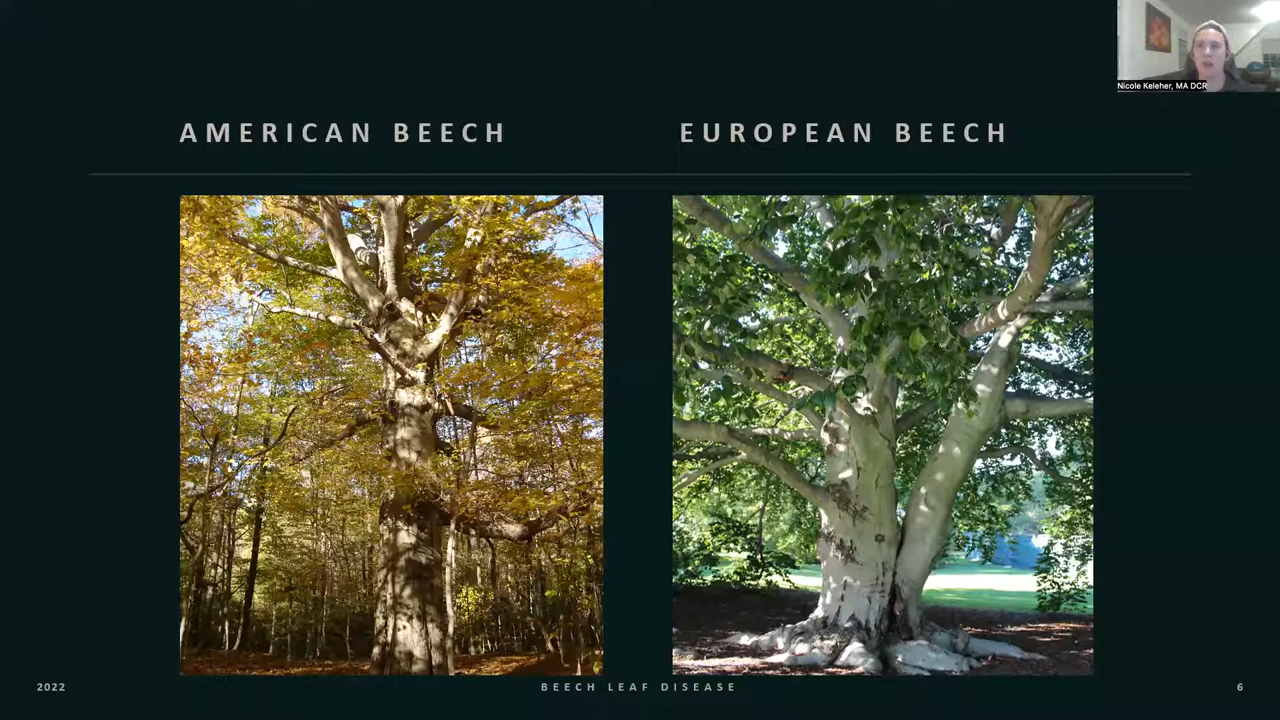 Nicole Keleher, MA DCR
AMERICAN BEECH
EUROPEAN BEECH
2022
BEECH LEAF DISEASE
6